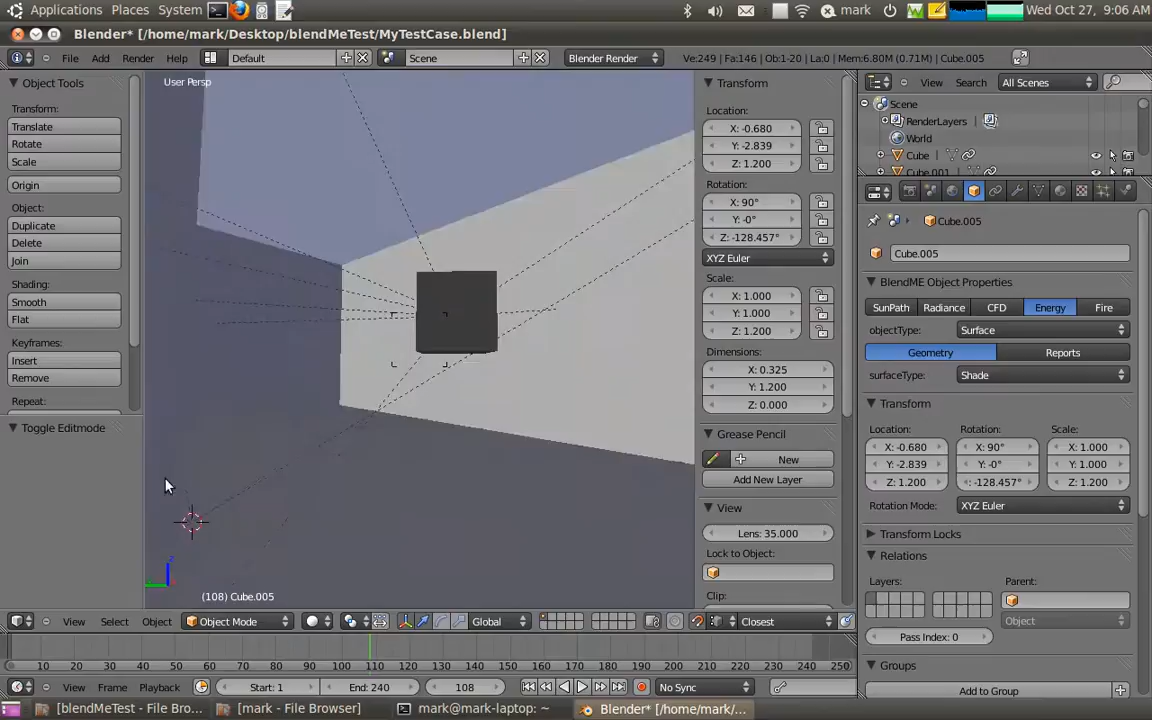 Applications Places System mark Wed Oct 27, 9:06 AM
Blender* [/home/mark/Desktop/blendMeTest/MyTestCase.blend]
File Add Render Help Default Scene Blender Render Ve:249 | Fa:146 | Ob:1-20 | La:0 | Mem:6.80M (0.71M) | Cube.005
Object Tools
Transform:
Translate
Rotate
Scale
Origin
Object:
Duplicate
Delete
Join
Shading:
Smooth
Flat
Keyframes:
Insert
Remove
Repeat:
Toggle Editmode
User Persp
(108) Cube.005
Transform
Location:
X: -0.680
Y: -2.839
Z: 1.200
Rotation:
X: 90°
Y: -0°
Z: -128.457°
XYZ Euler
Scale:
X: 1.000
Y: 1.000
Z: 1.200
Dimensions:
X: 0.325
Y: 1.200
Z: 0.000
Grease Pencil
New
Add New Layer
View
Lens: 35.000
Lock to Object:
Clip:
View Search All Scenes
Scene
RenderLayers
World
Cube
Cube.001
Cube.005
Cube.005
BlendME Object Properties
SunPath Radiance CFD Energy Fire
objectType: Surface
Geometry Reports
surfaceType: Shade
Transform
Location: Rotation: Scale:
X: -0.680 X: 90° X: 1.000
Y: -2.839 Y: -0° Y: 1.000
Z: 1.200 : -128.457° Z: 1.200
Rotation Mode: XYZ Euler
Transform Locks
Relations
Layers: Parent:
Object
Pass Index: 0
Groups
Add to Group
View Select Object Object Mode Global Closest
10 20 30 40 50 60 70 80 90 100 110 120 130 140 150 160 170 180 190 200 210 220 230 240 250
View Frame Playback Start: 1 End: 240 108 No Sync
[blendMeTest - File Bro... [mark - File Browser] mark@mark-laptop: ~ Blender* [/home/mark/...